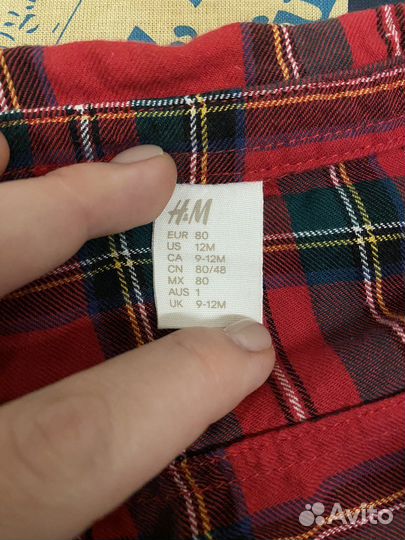 H&M
EUR 80
US 12M
CA 9-12M
CN 80/48
MX 80
AUS 1
UK 9-12M
Avito